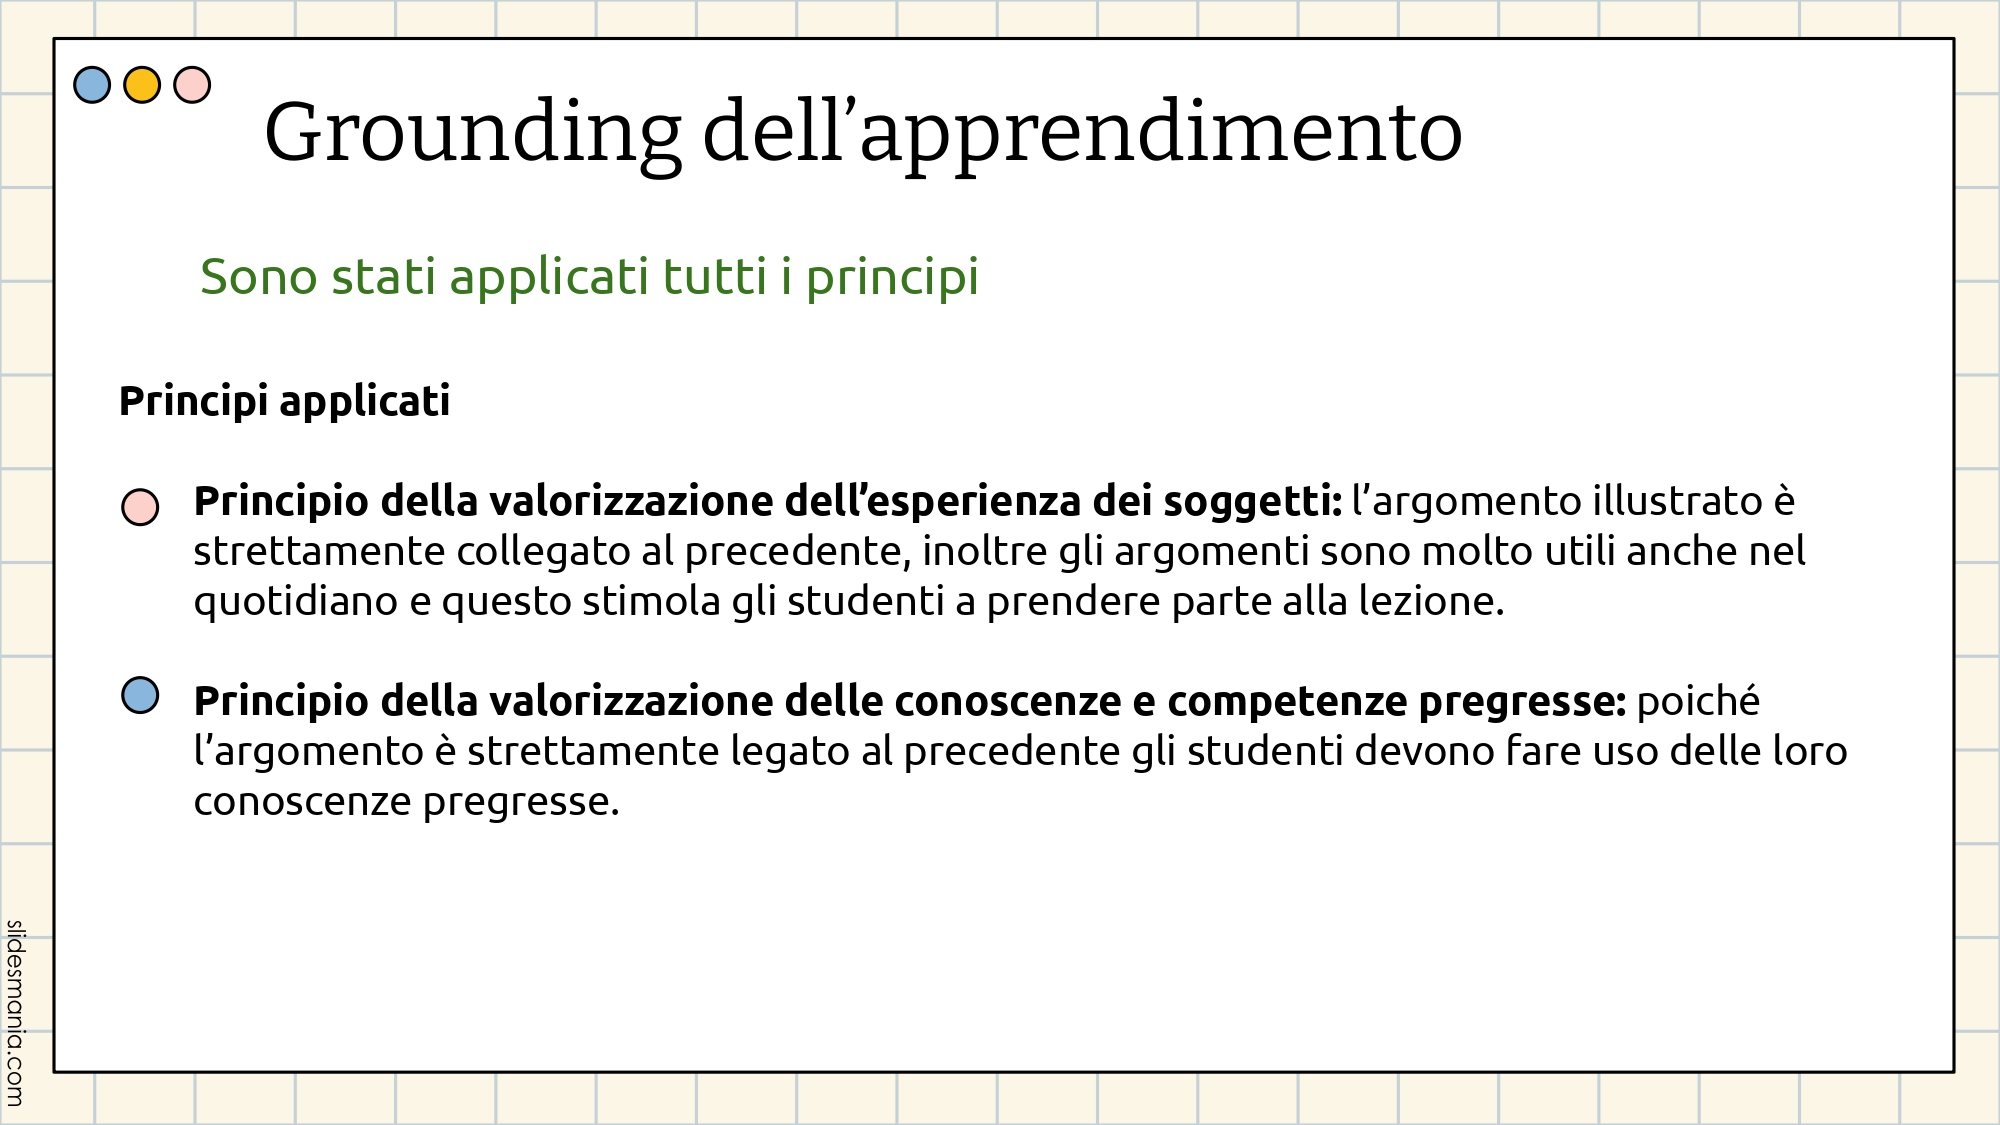 Grounding dell’apprendimento
Sono stati applicati tutti i principi
Principi applicati
Principio della valorizzazione dell’esperienza dei soggetti: l’argomento illustrato è
strettamente collegato al precedente, inoltre gli argomenti sono molto utili anche nel
quotidiano e questo stimola gli studenti a prendere parte alla lezione.
Principio della valorizzazione delle conoscenze e competenze pregresse: poiché
l’argomento è strettamente legato al precedente gli studenti devono fare uso delle loro
conoscenze pregresse.
slidesmania.com